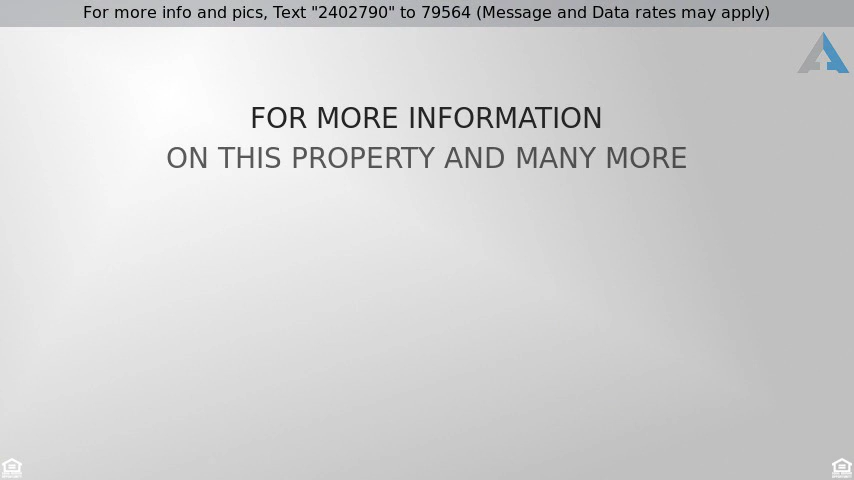 For more info and pics, Text "2402790" to 79564 (Message and Data rates may apply)
FOR MORE INFORMATION
ON THIS PROPERTY AND MANY MORE